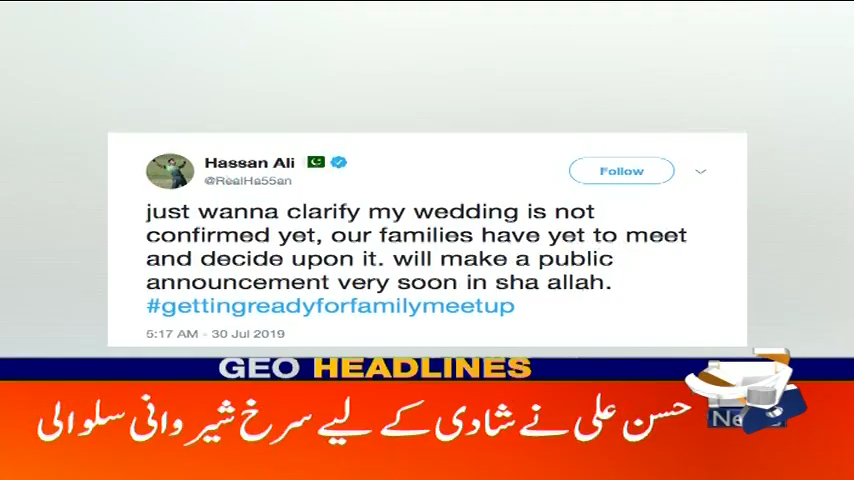 Hassan Ali
@RealHa55an
Follow
just wanna clarify my wedding is not
confirmed yet, our families have yet to meet
and decide upon it. will make a public
announcement very soon in sha allah.
#gettingreadyforfamilymeetup
5:17 AM - 30 Jul 2019
GEO HEADLINES
حسن علی نے شادی کے لیے سرخ شیروانی سلوالی